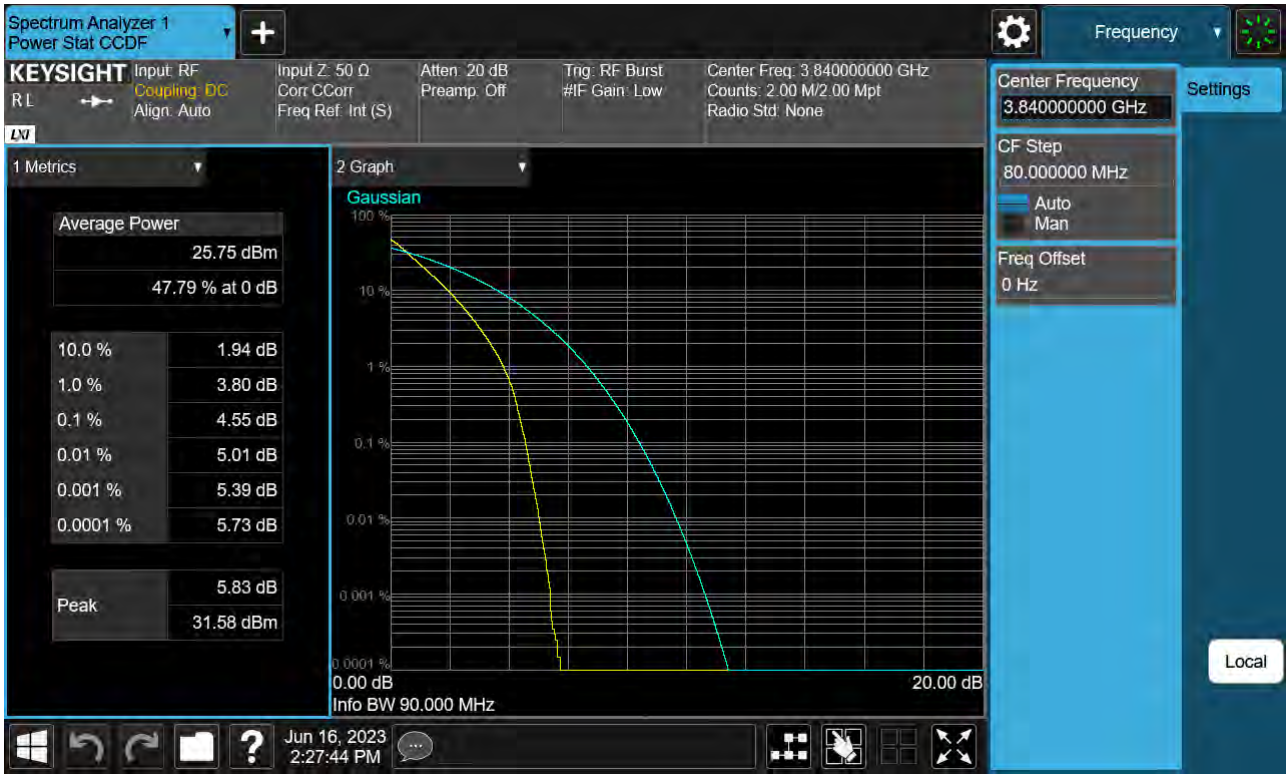 Spectrum Analyzer 1
Power Stat CCDF
Frequency
KEYSIGHT
RL
LXI
Input: RF
Coupling: DC
Align: Auto
Input Z: 50 Ω
Corr CCorr
Freq Ref: Int (S)
Atten: 20 dB
Preamp: Off
Trig: RF Burst
#IF Gain: Low
Center Freq: 3.840000000 GHz
Counts: 2.00 M/2.00 Mpt
Radio Std: None
1 Metrics
Average Power
25.75 dBm
47.79 % at 0 dB
10.0 % 1.94 dB
1.0 % 3.80 dB
0.1 % 4.55 dB
0.01 % 5.01 dB
0.001 % 5.39 dB
0.0001 % 5.73 dB
Peak
5.83 dB
31.58 dBm
2 Graph
Gaussian
100 %
10 %
1 %
0.1 %
0.01 %
0.001 %
0.0001 %
0.00 dB 20.00 dB
Info BW 90.000 MHz
Center Frequency
3.840000000 GHz
CF Step
80.000000 MHz
Auto
Man
Freq Offset
0 Hz
Settings
Local
?
Jun 16, 2023
2:27:44 PM